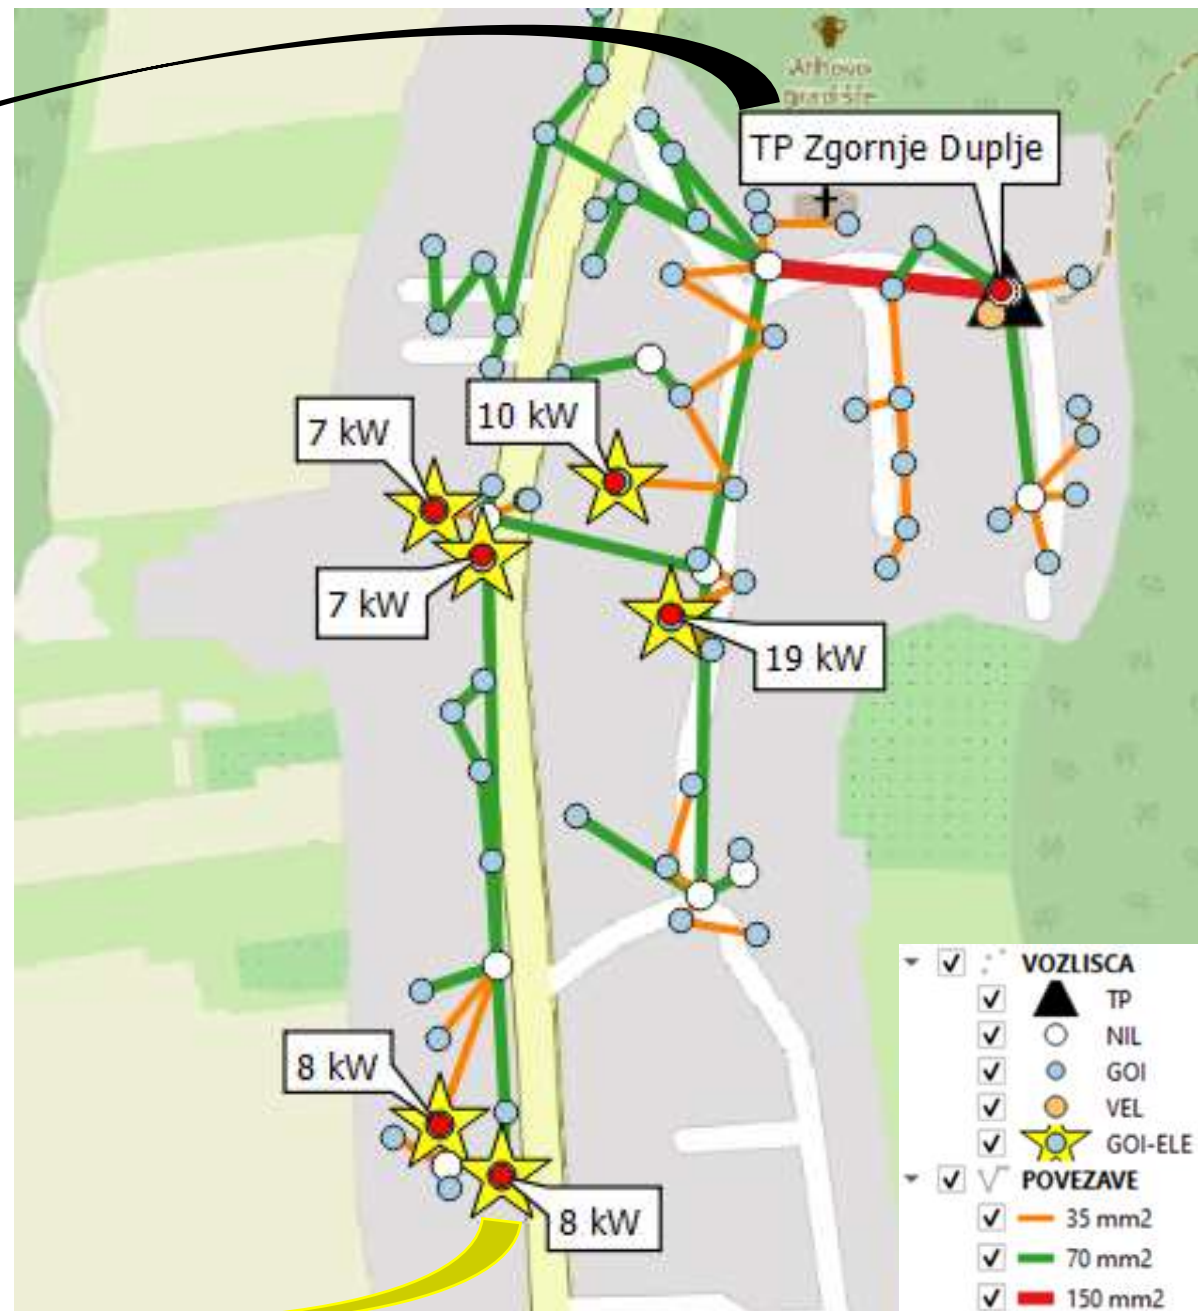 Arhovo
gradišče
TP Zgornje Duplje
10 kW
7 kW
7 kW
19 kW
8 kW
8 kW
VOZLISCA
TP
NIL
GOI
VEL
GOI-ELE
POVEZAVE
35 mm2
70 mm2
150 mm2